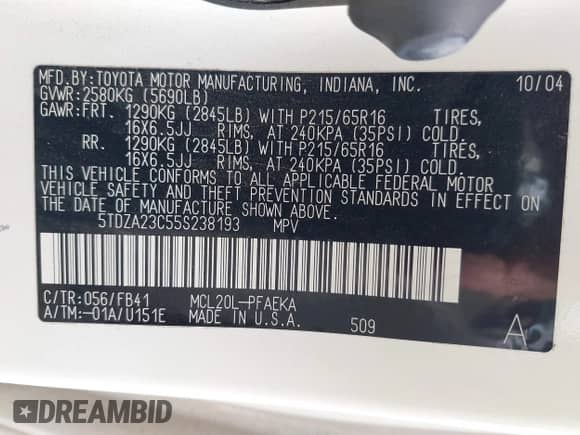 MFD.BY:TOYOTA MOTOR MANUFACTURING, INDIANA, INC. 10/04
GVWR:2580KG (5690LB)
GAWR:FRT. 1290KG (2845LB) WITH P215/65R16 TIRES,
16X6.5JJ RIMS, AT 240KPA (35PSI) COLD.
RR. 1290KG (2845LB) WITH P215/65R16 TIRES,
16X6.5JJ RIMS, AT 240KPA (35PSI) COLD.
THIS VEHICLE CONFORMS TO ALL APPLICABLE FEDERAL MOTOR
VEHICLE SAFETY AND THEFT PREVENTION STANDARDS IN EFFECT ON
THE DATE OF MANUFACTURE SHOWN ABOVE.
5TDZA23C55S238193 MPV
C/TR:056/FB41 MCL20L-PFAEKA
A/TM:-01A/U151E MADE IN U.S.A. 509 A
DREAMBID